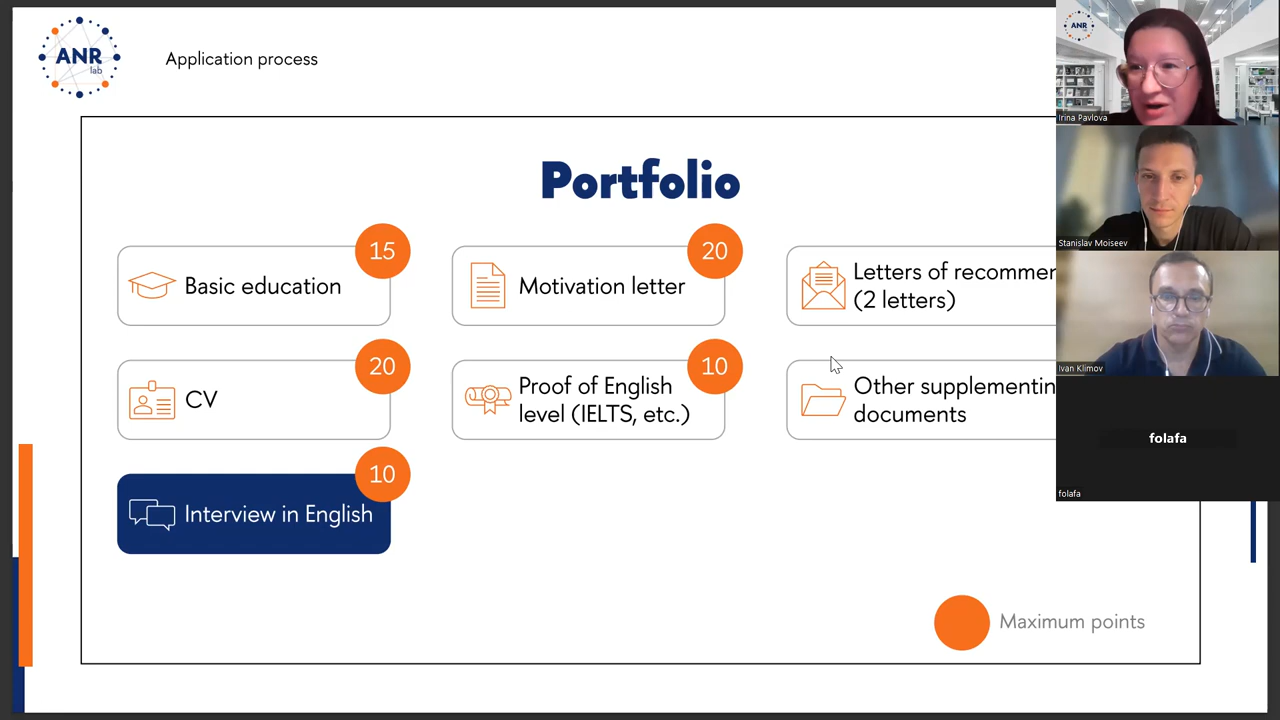 ANR
lab
Application process
Portfolio
15
Basic education
20
Motivation letter
Letters of recommen
(2 letters)
20
CV
10
Proof of English
level (IELTS, etc.)
Other supplementin
documents
10
Interview in English
Maximum points
ANR
Irina Pavlova
Stanislav Moiseev
Ivan Klimov
folafa
folafa